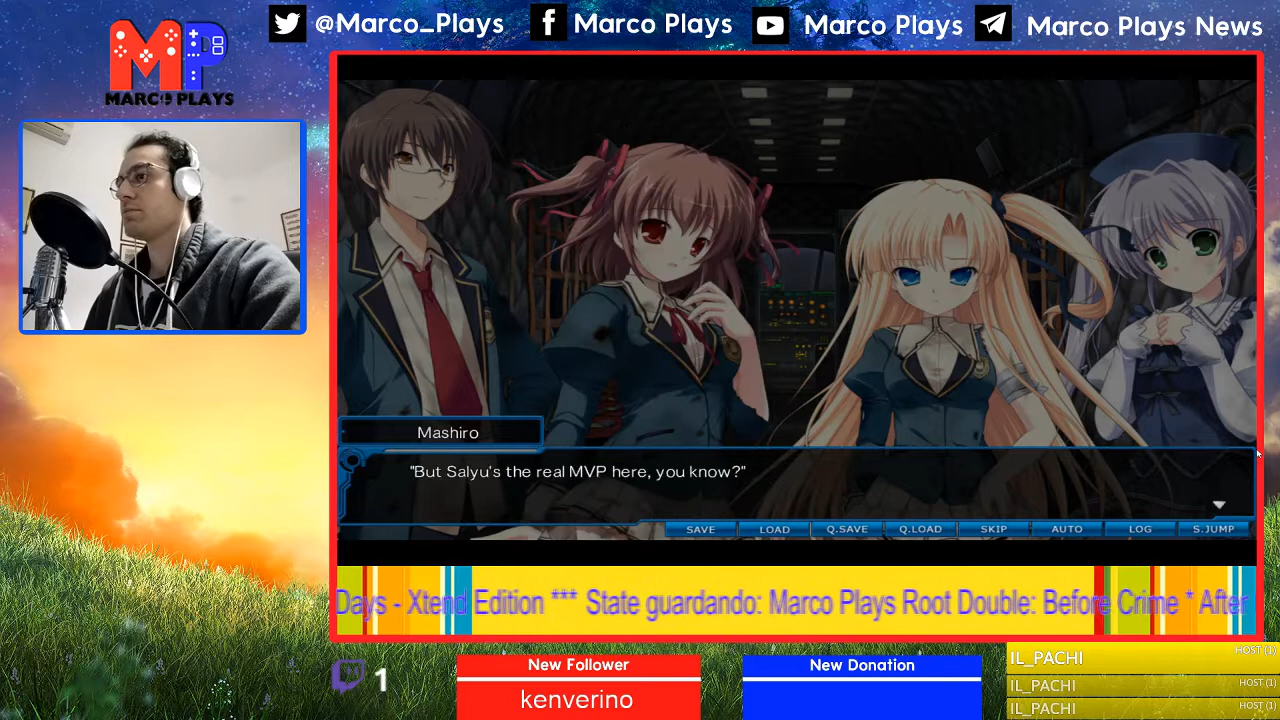 @Marco_Plays
Marco Plays
Marco Plays
Marco Plays News
MP
MARCO PLAYS
Mashiro
"But Salyu's the real MVP here, you know?"
SAVE LOAD Q.SAVE Q.LOAD SKIP AUTO LOG S.JUMP
Days - Xtend Edition *** State guardando: Marco Plays Root Double: Before Crime * After
1
New Follower
kenverino
New Donation
IL_PACHI HOST (1)
IL_PACHI HOST (1)
IL_PACHI HOST (1)